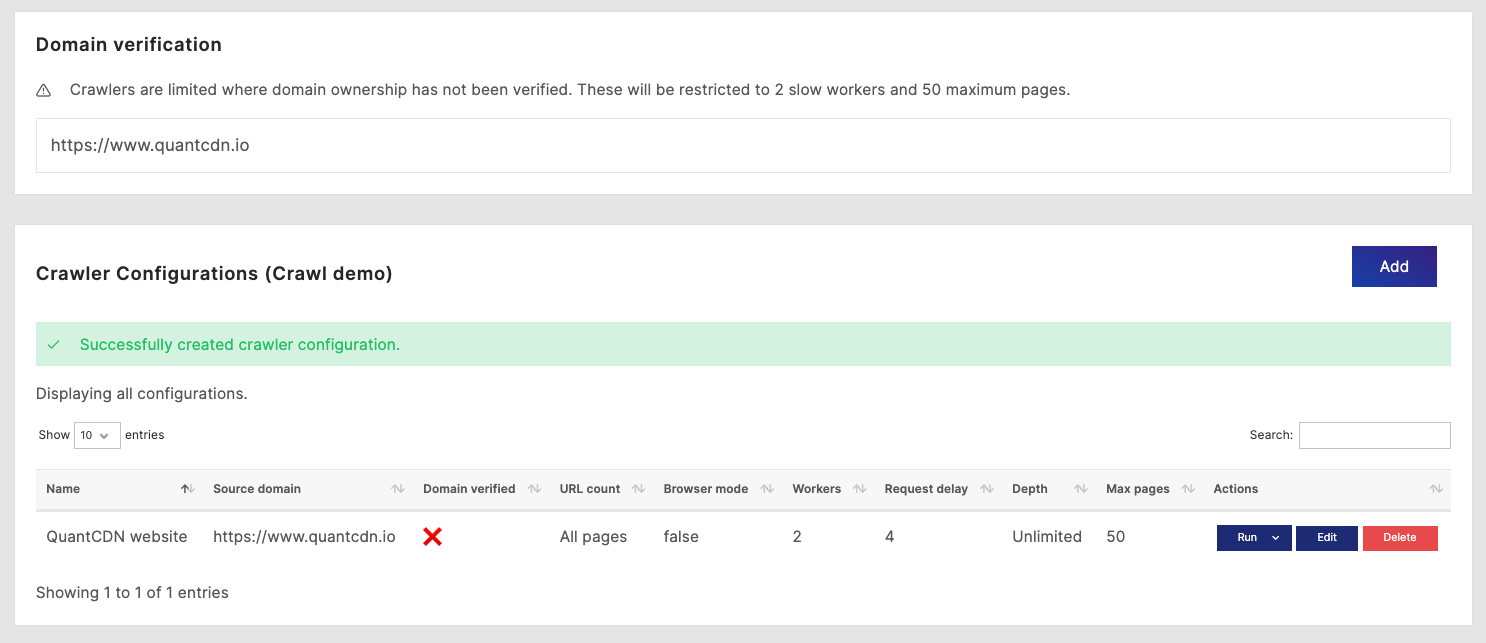 Domain verification
Crawlers are limited where domain ownership has not been verified. These will be restricted to 2 slow workers and 50 maximum pages.
https://www.quantcdn.io
Crawler Configurations (Crawl demo)
Add
Successfully created crawler configuration.
Displaying all configurations.
Show 10 entries
Search:
Name Source domain Domain verified URL count Browser mode Workers Request delay Depth Max pages Actions
QuantCDN website https://www.quantcdn.io All pages false 2 4 Unlimited 50 Run Edit Delete
Showing 1 to 1 of 1 entries